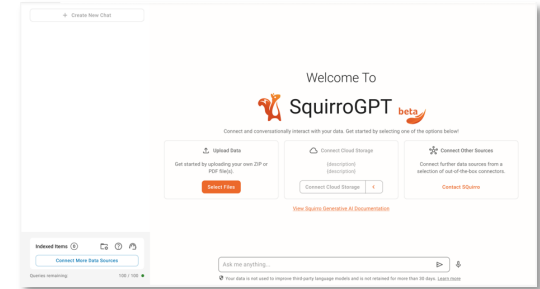 + Create New Chat
Welcome To
SquirroGPT beta
Connect and conversationally interact with your data. Get started by selecting one of the options below!
Upload Data
Get started by uploading your own ZIP or
PDF file(s).
Select Files
Connect Cloud Storage
{description}
{description}
Connect Cloud Storage
Connect Other Sources
Connect further data sources from a
selection of out-of-the-box connectors.
Contact SQuirro
View Squirro Generative AI Documentation
Indexed Items 0
Connect More Data Sources
Queries remaining: 100 / 100
Ask me anything...
Your data is not used to improve third-party language models and is not retained for more than 30 days. Learn more